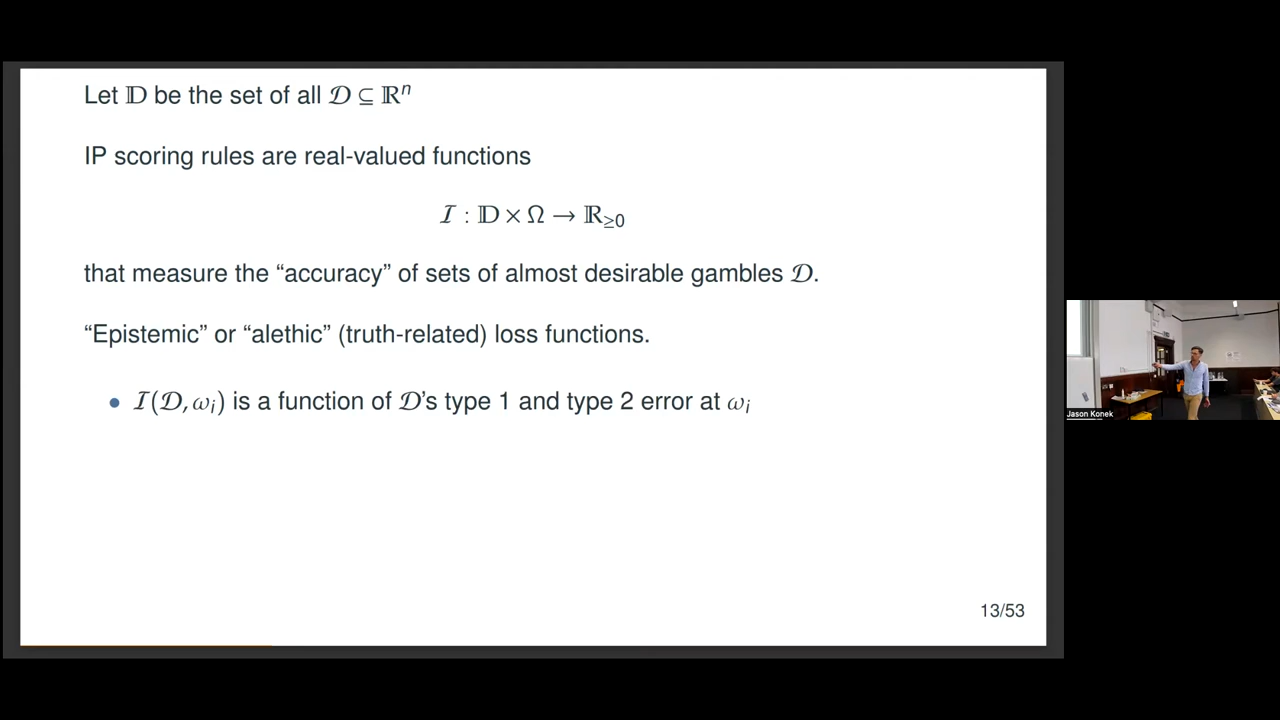 Let 𝔻 be the set of all 𝒟 ⊆ ℝⁿ
IP scoring rules are real-valued functions
ℐ : 𝔻 × Ω → ℝ≥0
that measure the “accuracy” of sets of almost desirable gambles 𝒟.
“Epistemic” or “alethic” (truth-related) loss functions.
• ℐ(𝒟, ωᵢ) is a function of 𝒟’s type 1 and type 2 error at ωᵢ
13/53
Jason Konek